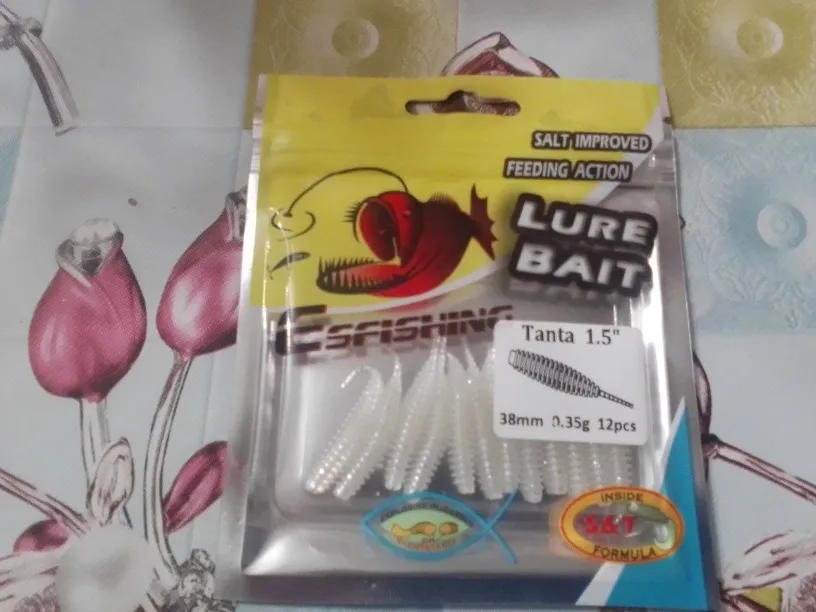 SALT IMPROVED
FEEDING ACTION
LURE
BAIT
ESFISHING
Tanta 1.5"
38mm 0.35g 12pcs
INSIDE
S&T
FORMULA